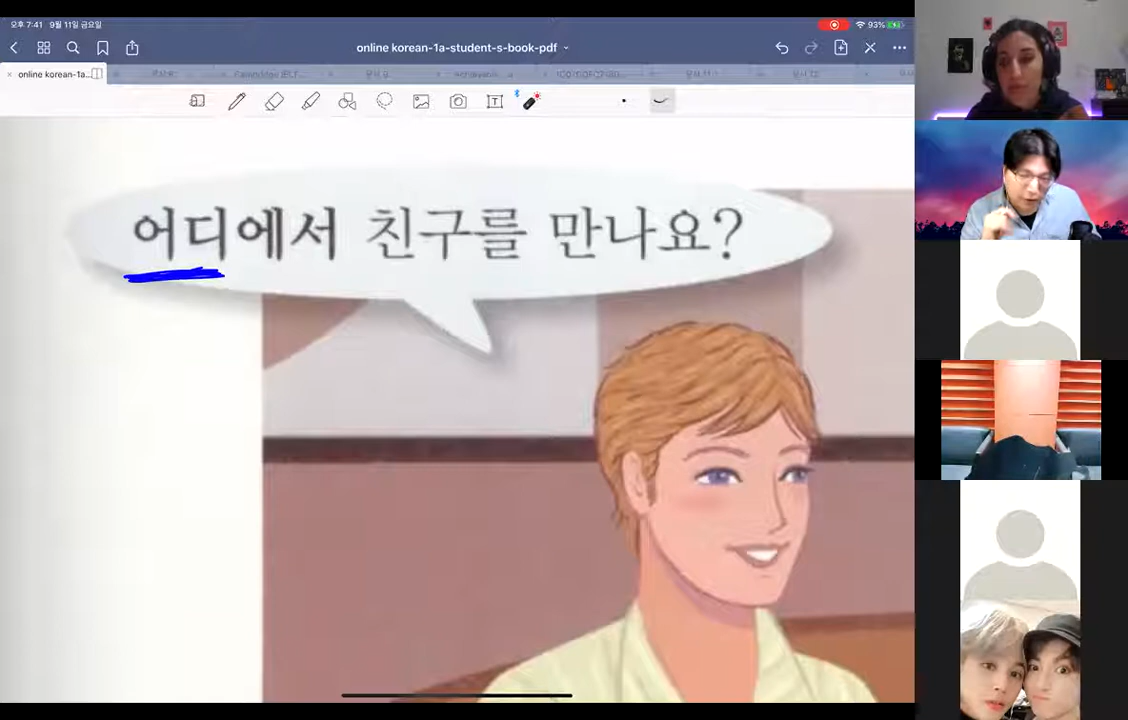 오후 7:41 9월 11일 금요일
93%
online korean-1a-student-s-book-pdf
online korean-1a...
어디에서 친구를 만나요?